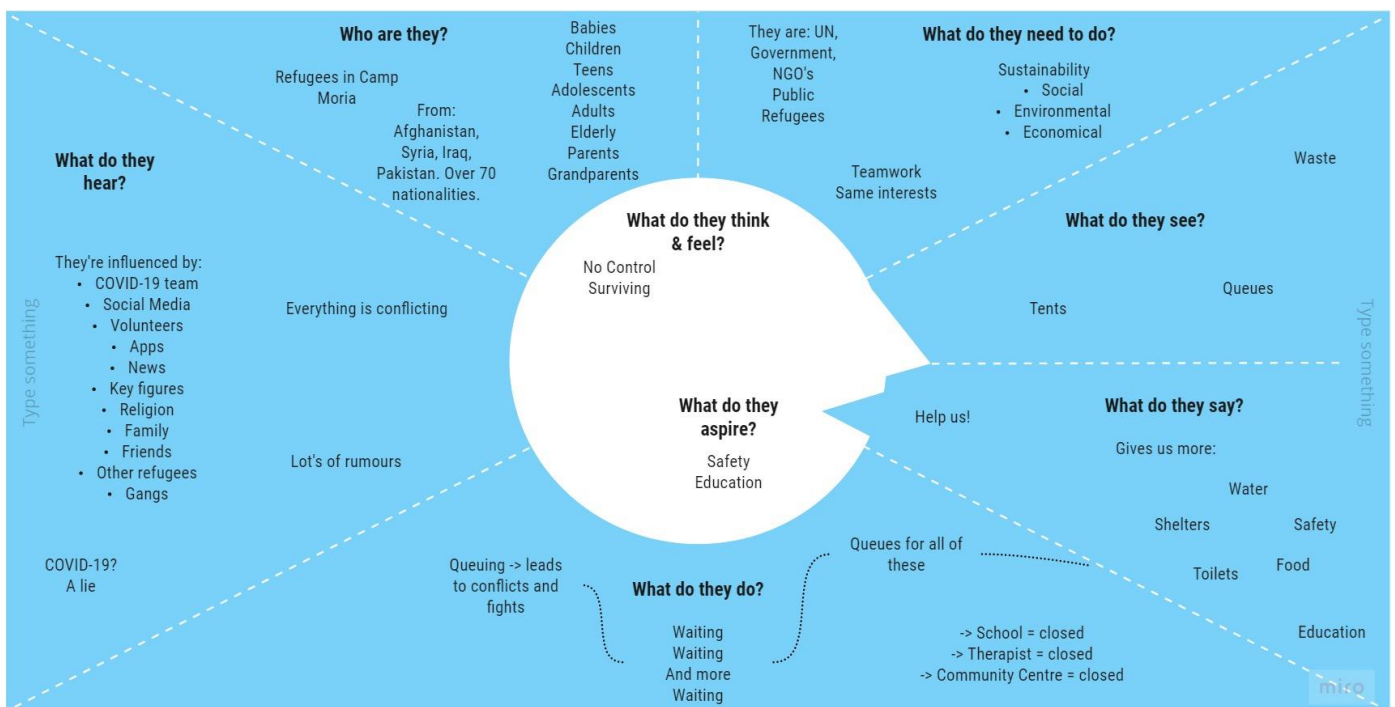 Who are they?
Refugees in Camp
Moria
From:
Afghanistan,
Syria, Iraq,
Pakistan. Over 70
nationalities.
Babies
Children
Teens
Adolescents
Adults
Elderly
Parents
Grandparents
They are: UN,
Government,
NGO's
Public
Refugees
What do they need to do?
Sustainability
• Social
• Environmental
• Economical
Teamwork
Same interests
What do they hear?
They're influenced by:
• COVID-19 team
• Social Media
• Volunteers
• Apps
• News
• Key figures
• Religion
• Family
• Friends
• Other refugees
• Gangs
Everything is conflicting
Lot's of rumours
COVID-19?
A lie
Type something
What do they think
& feel?
No Control
Surviving
What do they
aspire?
Safety
Education
Waste
What do they see?
Queues
Tents
Type something
What do they say?
Help us!
Gives us more:
Water
Shelters
Safety
Toilets
Food
Education
Queuing -> leads
to conflicts and
fights
What do they do?
Waiting
Waiting
And more
Waiting
Queues for all of
these
-> School = closed
-> Therapist = closed
-> Community Centre = closed
miro